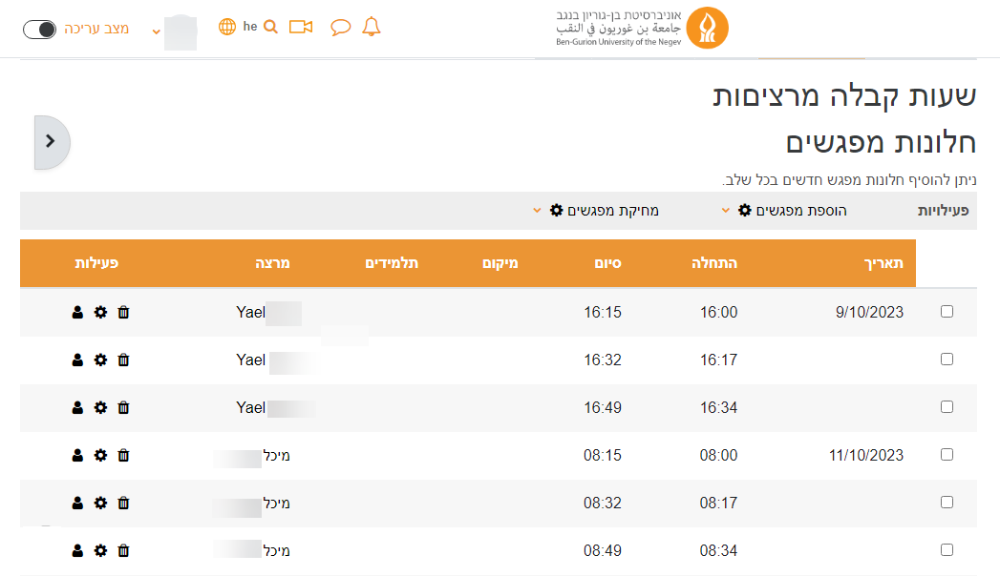 אוניברסיטת בן-גוריון בנגב
جامعة بن غوريون في النقب
Ben-Gurion University of the Negev
he
מצב עריכה
שעות קבלה מרצים·ות
חלונות מפגשים
ניתן להוסיף חלונות מפגש חדשים בכל שלב.
פעילויות הוספת מפגשים מחיקת מפגשים
תאריך התחלה סיום מיקום תלמידים מרצה פעילות
9/10/2023 16:00 16:15 Yael
16:17 16:32 Yael
16:34 16:49 Yael
11/10/2023 08:00 08:15 מיכל
08:17 08:32 מיכל
08:34 08:49 מיכל